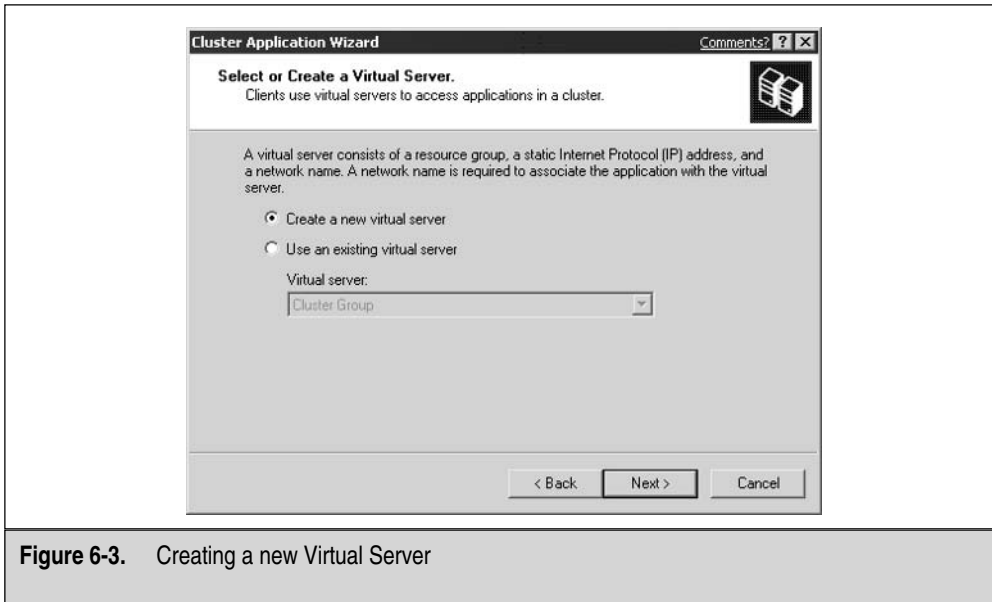 Cluster Application Wizard
Comments? ? X
Select or Create a Virtual Server.
Clients use virtual servers to access applications in a cluster.
A virtual server consists of a resource group, a static Internet Protocol (IP) address, and
a network name. A network name is required to associate the application with the virtual
server.
Create a new virtual server
Use an existing virtual server
Virtual server:
Cluster Group
< Back Next > Cancel
Figure 6-3. Creating a new Virtual Server